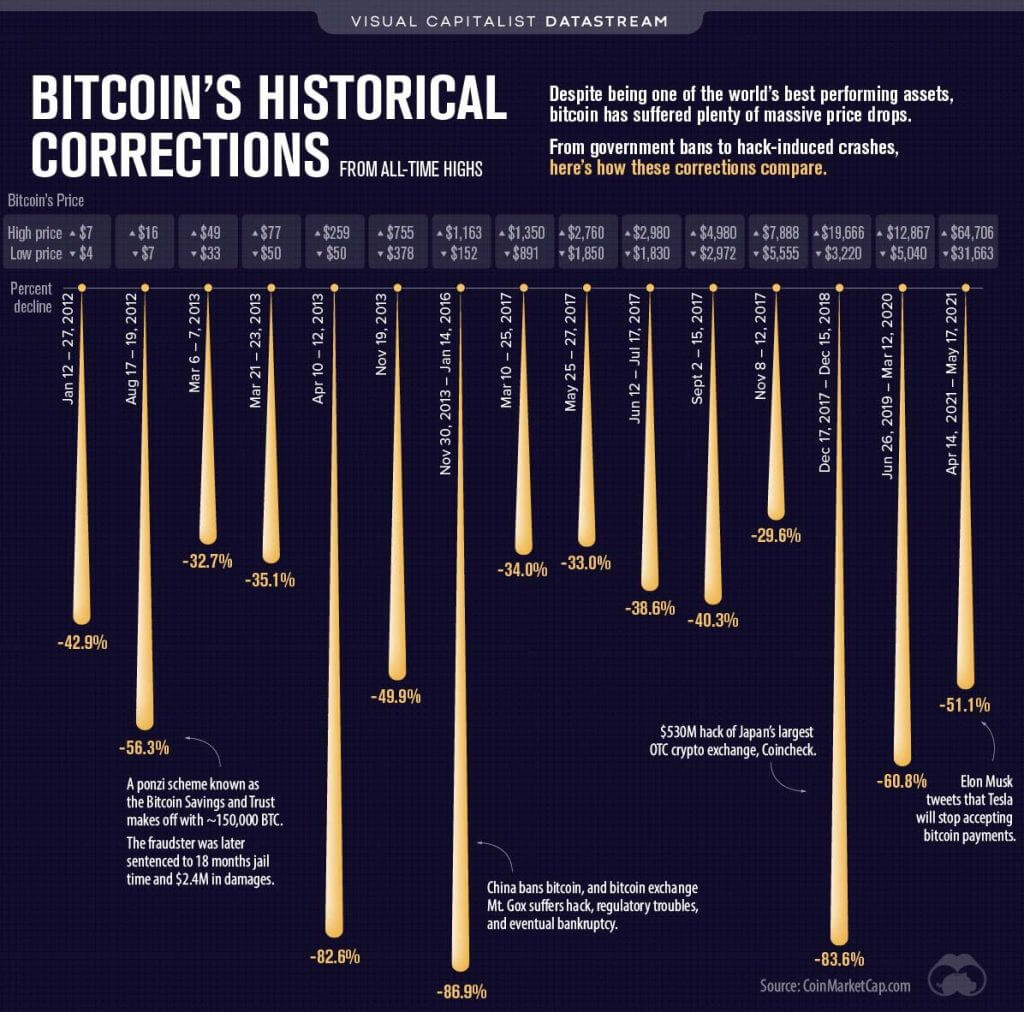 VISUAL CAPITALIST DATASTREAM
BITCOIN'S HISTORICAL
CORRECTIONS FROM ALL-TIME HIGHS
Despite being one of the world's best performing assets,
bitcoin has suffered plenty of massive price drops.
From government bans to hack-induced crashes,
here's how these corrections compare.
Bitcoin's Price
High price ▲ $7 ▲ $16 ▲ $49 ▲ $77 ▲ $259 ▲ $755 ▲ $1,163 ▲ $1,350 ▲ $2,760 ▲ $2,980 ▲ $4,980 ▲ $7,888 ▲ $19,666 ▲ $12,867 ▲ $64,706
Low price ▼ $4 ▼ $7 ▼ $33 ▼ $50 ▼ $50 ▼ $378 ▼ $152 ▼ $891 ▼ $1,850 ▼ $1,830 ▼ $2,972 ▼ $5,555 ▼ $3,220 ▼ $5,040 ▼ $31,663
Percent
decline
Jan 12 – 27, 2012
Aug 17 – 19, 2012
Mar 6 – 7, 2013
Mar 21 – 23, 2013
Apr 10 – 12, 2013
Nov 19, 2013
Nov 30, 2013 – Jan 14, 2016
Mar 10 – 25, 2017
May 25 – 27, 2017
Jun 12 – Jul 17, 2017
Sept 2 – 15, 2017
Nov 8 – 12, 2017
Dec 17, 2017 – Dec 15, 2018
Jun 26, 2019 – Mar 12, 2020
Apr 14, 2021 – May 17, 2021
-42.9%
-56.3%
-32.7%
-35.1%
-82.6%
-49.9%
-86.9%
-34.0%
-33.0%
-38.6%
-40.3%
-29.6%
-83.6%
-60.8%
-51.1%
A ponzi scheme known as
the Bitcoin Savings and Trust
makes off with ~150,000 BTC.
The fraudster was later
sentenced to 18 months jail
time and $2.4M in damages.
China bans bitcoin, and bitcoin exchange
Mt. Gox suffers hack, regulatory troubles,
and eventual bankruptcy.
$530M hack of Japan's largest
OTC crypto exchange, Coincheck.
Elon Musk
tweets that Tesla
will stop accepting
bitcoin payments.
Source: CoinMarketCap.com